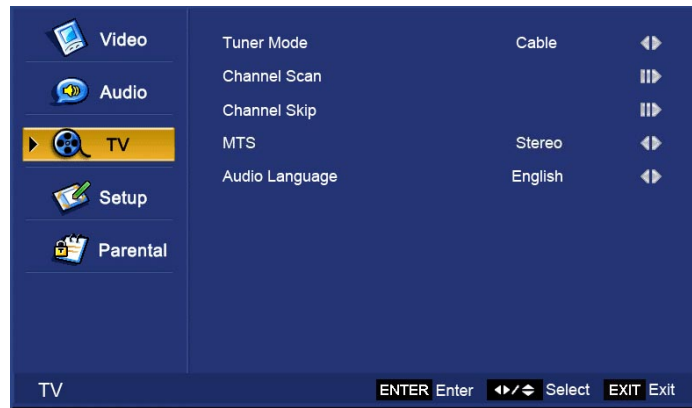 Video
Audio
TV
Setup
Parental
Tuner Mode Cable
Channel Scan
Channel Skip
MTS Stereo
Audio Language English
TV ENTER Enter / Select EXIT Exit